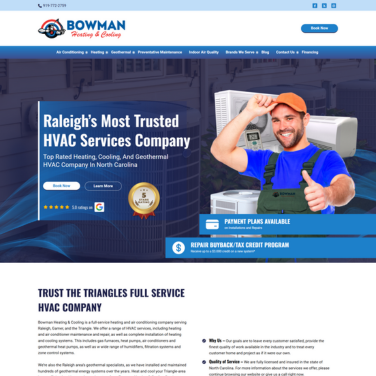 919-772-2759
BOWMAN
Heating & Cooling
Book Now
Air Conditioning Heating Geothermal Preventative Maintenance Indoor Air Quality Brands We Serve Blog Contact Us Financing
Raleigh's Most Trusted
HVAC Services Company
Top Rated Heating, Cooling, And Geothermal
HVAC Company In North Carolina
Book Now
Learn More
5
5.0 ratings on
G
PAYMENT PLANS AVAILABLE
on Installations and Repairs
REPAIR BUYBACK/TAX CREDIT PROGRAM
TRUST THE TRIANGLES FULL SERVICE
HVAC COMPANY
Bowman Heating & Cooling is a full-service heating and air conditioning company serving
Raleigh, Garner, and the Triangle. We offer a range of HVAC services, including heating
and air conditioner maintenance and repair, as well as complete installation of heating
and cooling systems. This includes gas furnaces, heat pumps, air conditioners and
geothermal heat pumps, as well as a wide range of humidifiers, filtration systems and
zone control systems.
We're also the Raleigh area's geothermal specialists, as we have installed and maintained
hundreds of geothermal energy systems over the years. Heat and cool your Triangle-area
Why Us – Our goals are to leave every customer satisfied, provide the
finest quality of work available in the industry and to treat every
customer home and project as if it were our own.
Quality of Service – We are fully licensed and insured in the state of
North Carolina. For more information about the services we offer, please
continue browsing our website or give us a call right now.